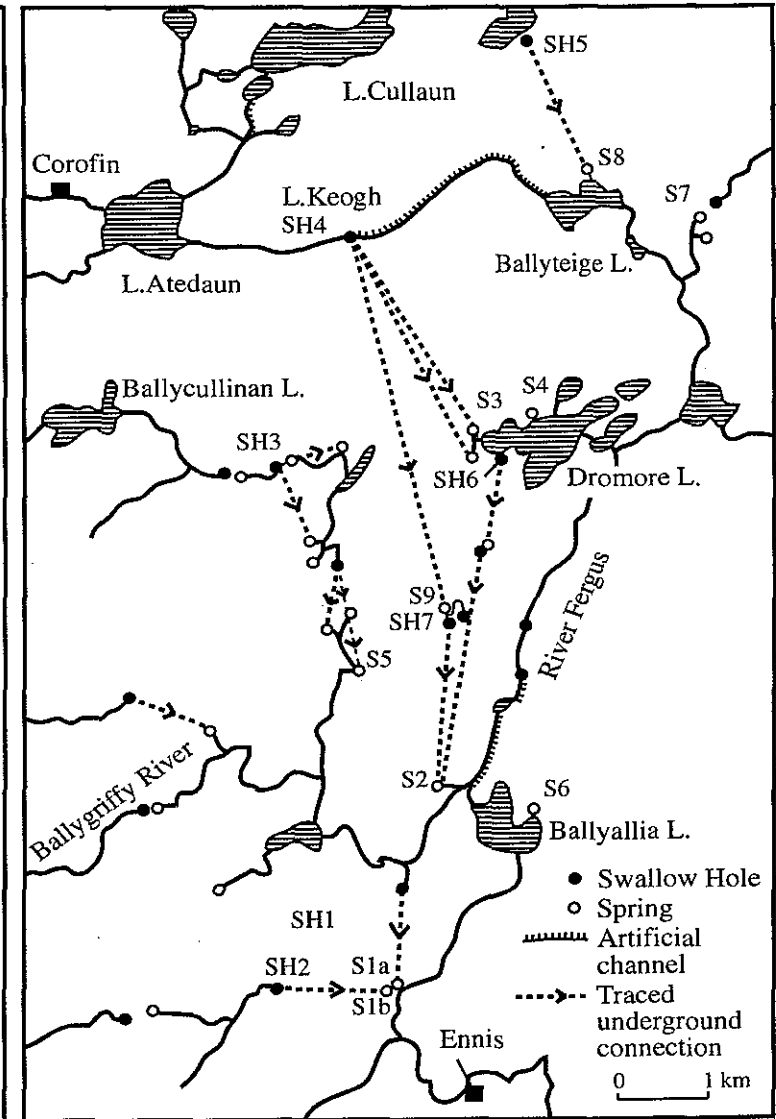 SH5
L.Cullaun
Corofin
S8
L.Keogh
SH4
S7
L.Atedaun
Ballyteige L.
Ballycullinan L.
S3
S4
SH3
SH6
Dromore L.
S9
SH7
River Fergus
S5
S2
S6
Ballygriffy River
Ballyallia L.
Swallow Hole
Spring
SH1
Artificial
channel
SH2
S1a
S1b
Traced
underground
connection
Ennis
0 1 km